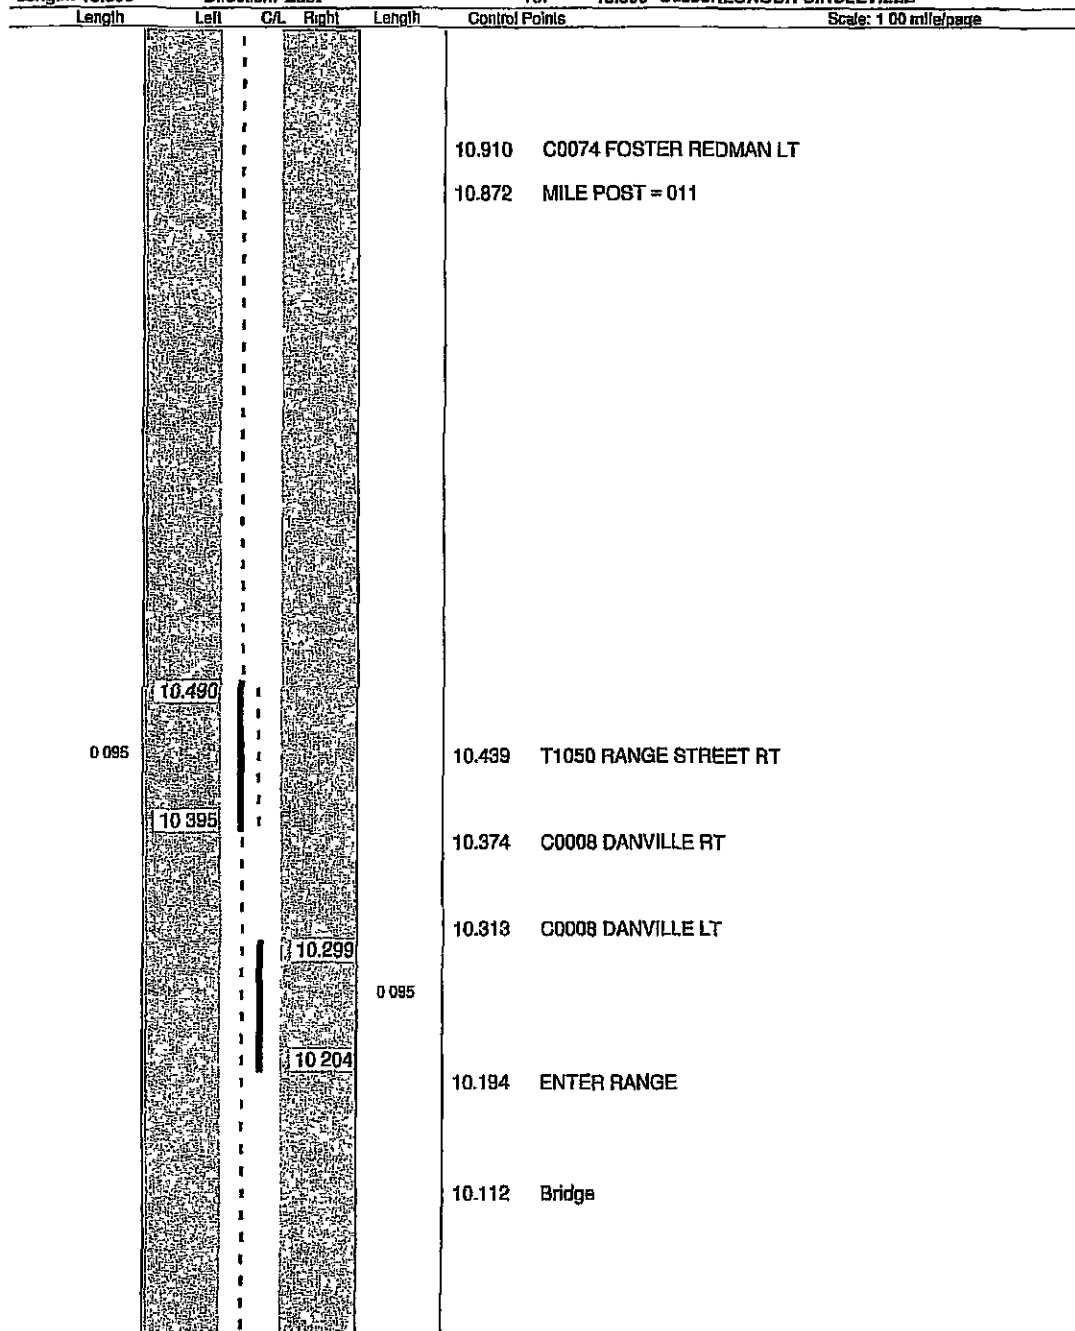 Length Left C/L Right Length Control Points Scale: 1 00 mile/page
10.910 C0074 FOSTER REDMAN LT
10.872 MILE POST = 011
10.490
0 095 10.439 T1050 RANGE STREET RT
10 395
10.374 C0008 DANVILLE RT
10.313 C0008 DANVILLE LT
10.299
0 095
10 204
10.194 ENTER RANGE
10.112 Bridge